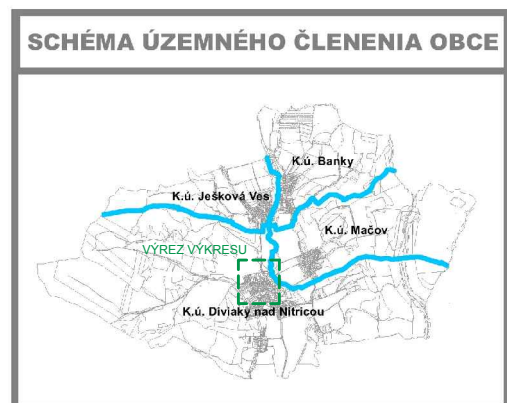 SCHÉMA ÚZEMNÉHO ČLENENIA OBCE
K.ú. Banky
K.ú. Ješková Ves
K.ú. Mačov
VÝREZ VÝKRESU
K.ú. Diviaky nad Nitricou